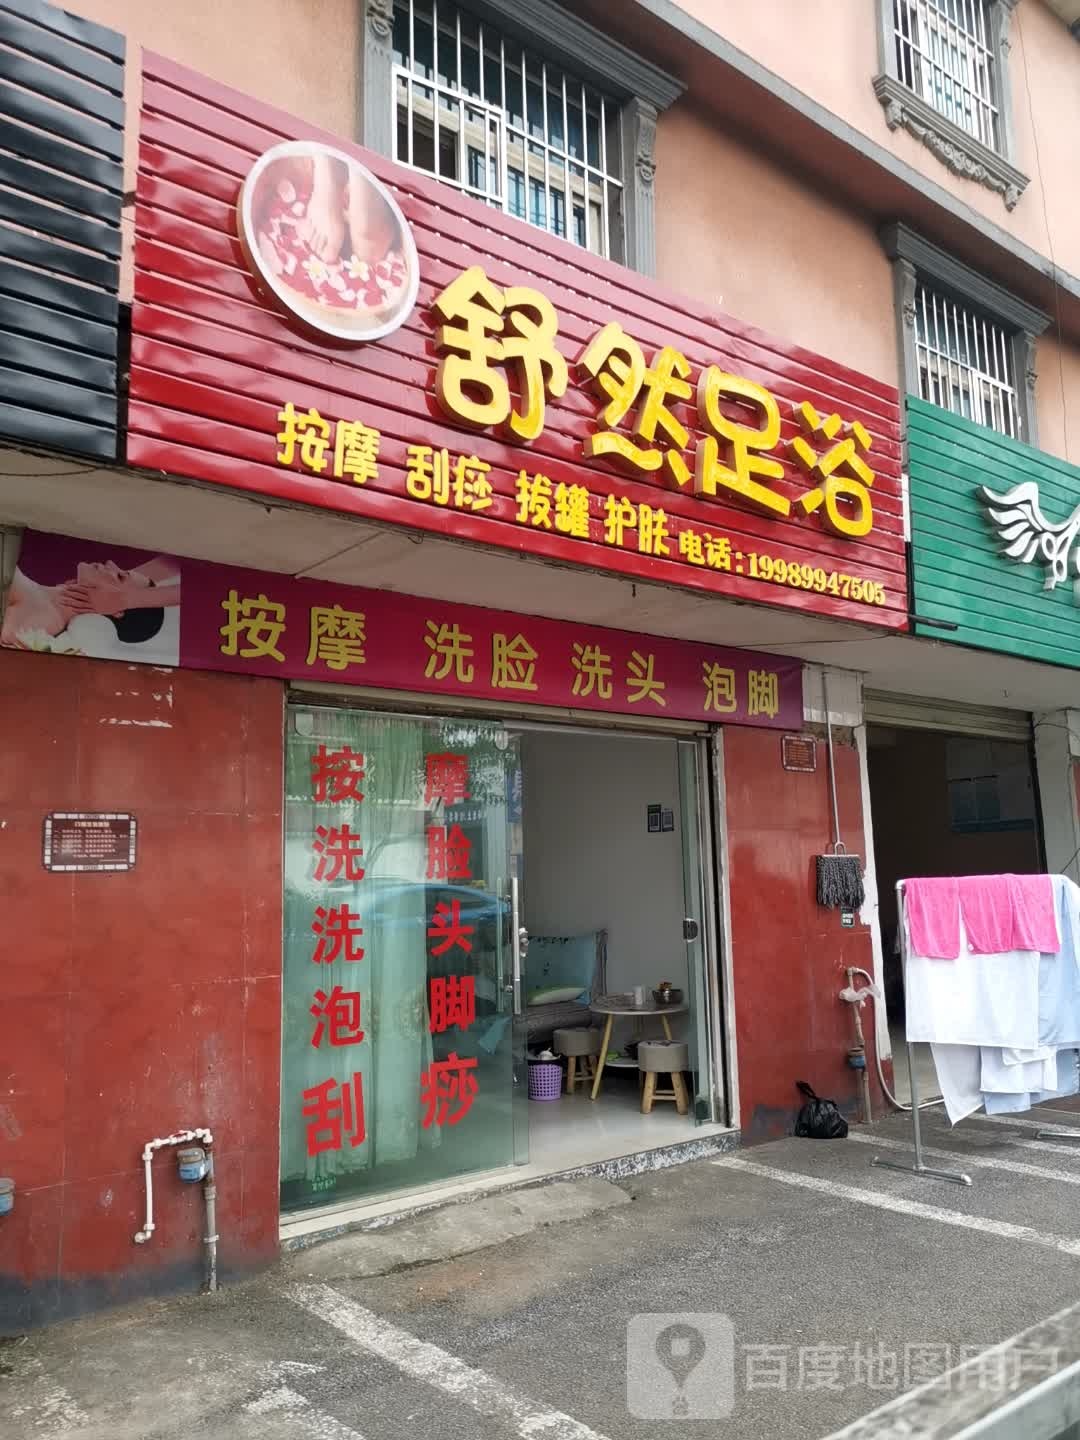 舒然足浴
按摩 刮痧 拔罐 护肤 电话:19989947505
按摩 洗脸 洗头 泡脚
按摩
洗脸
洗头
泡脚
刮痧
百度地图用户